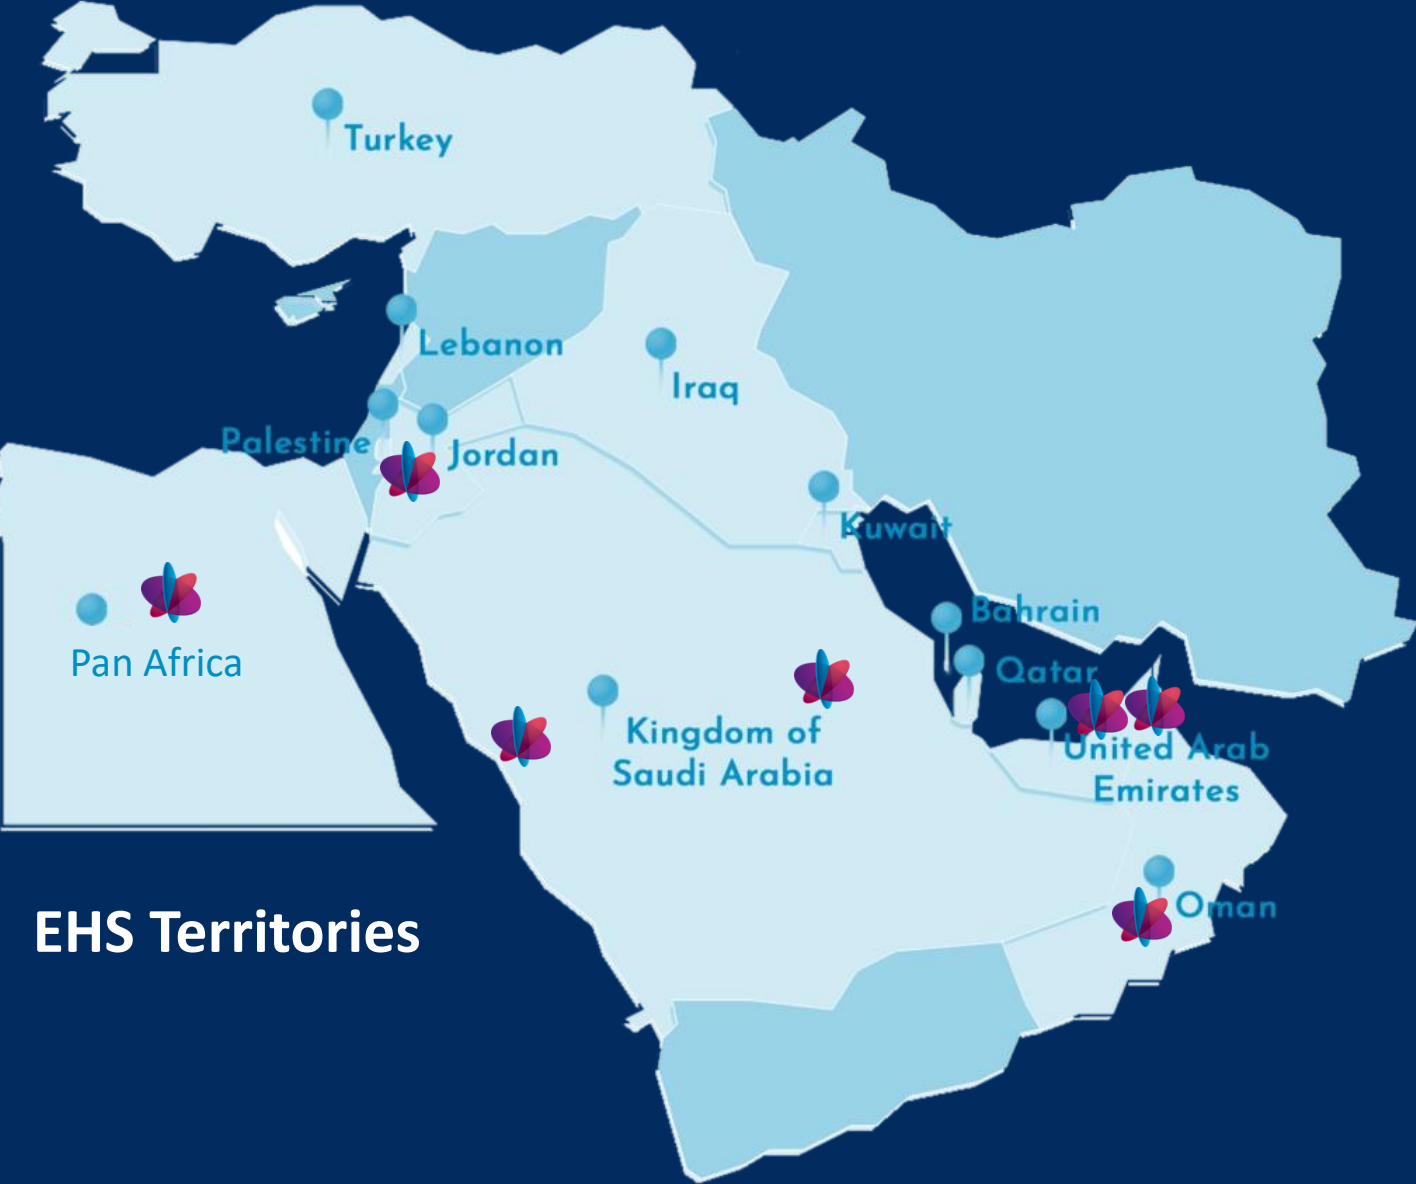 Turkey
Lebanon
Iraq
Palestine
Jordan
Kuwait
Bahrain
Pan Africa
Qatar
Kingdom of
Saudi Arabia
United Arab
Emirates
Oman
EHS Territories